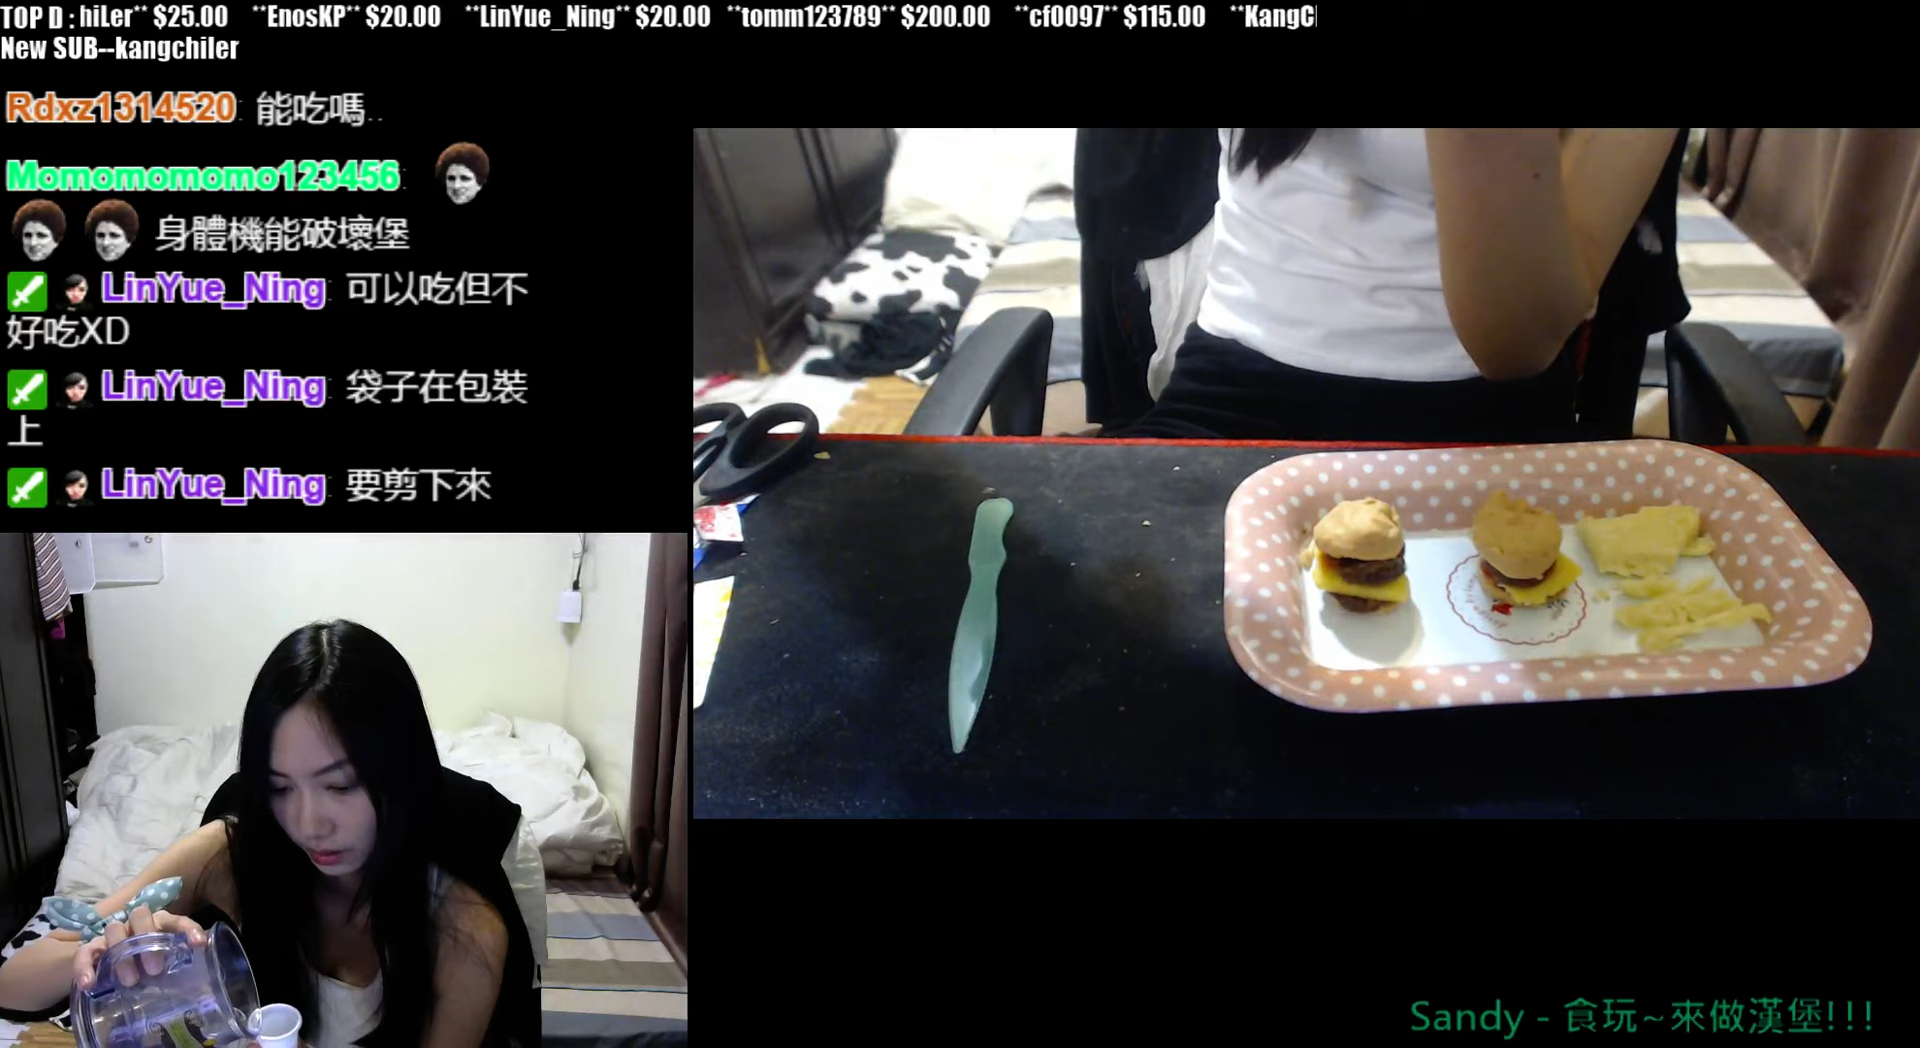 TOP D : hiLer** $25.00 **EnosKP** $20.00 **LinYue_Ning** $20.00 **tomm123789** $200.00 **cf0097** $115.00 **KangC
New SUB--kangchiler
Rdxz1314520: 能吃嗎..
Momomomomo123456:
身體機能破壞堡
LinYue_Ning: 可以吃但不
好吃XD
LinYue_Ning: 袋子在包裝
上
LinYue_Ning: 要剪下來
Sandy - 食玩~來做漢堡!!!